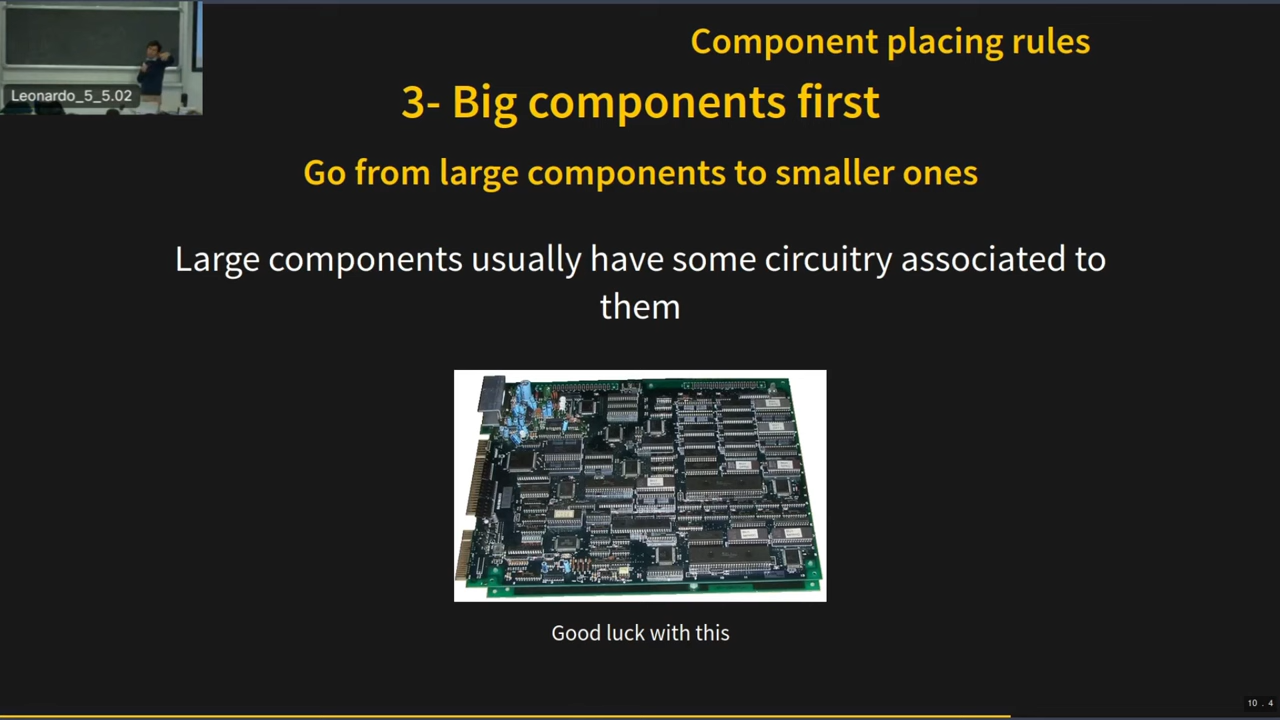 Leonardo_5_5.02
Component placing rules
3- Big components first
Go from large components to smaller ones
Large components usually have some circuitry associated to
them
Good luck with this
10 . 4